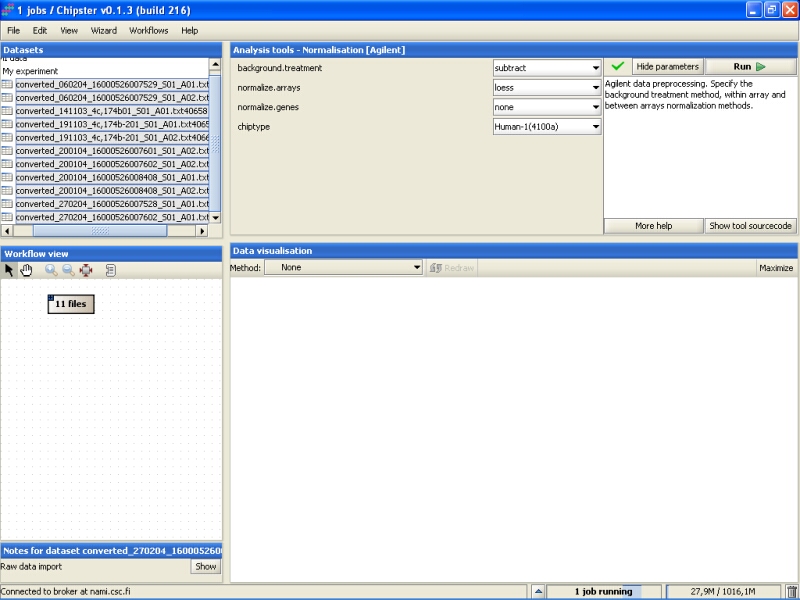 1 jobs / Chipster v0.1.3 (build 216)
File Edit View Wizard Workflows Help
Datasets
My experiment
converted_060204_16000526007529_S01_A01.txt
converted_060204_16000526007529_S01_A02.txt
converted_141103_4c,174b01_S01_A01.txt40658
converted_191103_4c,174b-201_S01_A01.txt4065
converted_191103_4c,174b-201_S01_A02.txt4066
converted_200104_16000526007601_S01_A02.txt
converted_200104_16000526007602_S01_A02.txt
converted_200104_16000526008408_S01_A01.txt
converted_200104_16000526008408_S01_A02.txt
converted_270204_16000526007528_S01_A01.txt
converted_270204_16000526007602_S01_A01.txt
Analysis tools - Normalisation [Agilent]
background.treatment subtract
normalize.arrays loess
normalize.genes none
chiptype Human-1(4100a)
Hide parameters Run
Agilent data preprocessing. Specify the
background treatment method, within array and
between arrays normalization methods.
More help Show tool sourcecode
Workflow view
11 files
Data visualisation
Method: None Redraw Maximize
Notes for dataset converted_270204_160005260
Raw data import Show
Connected to broker at nami.csc.fi 1 job running 27,9M / 1016,1M